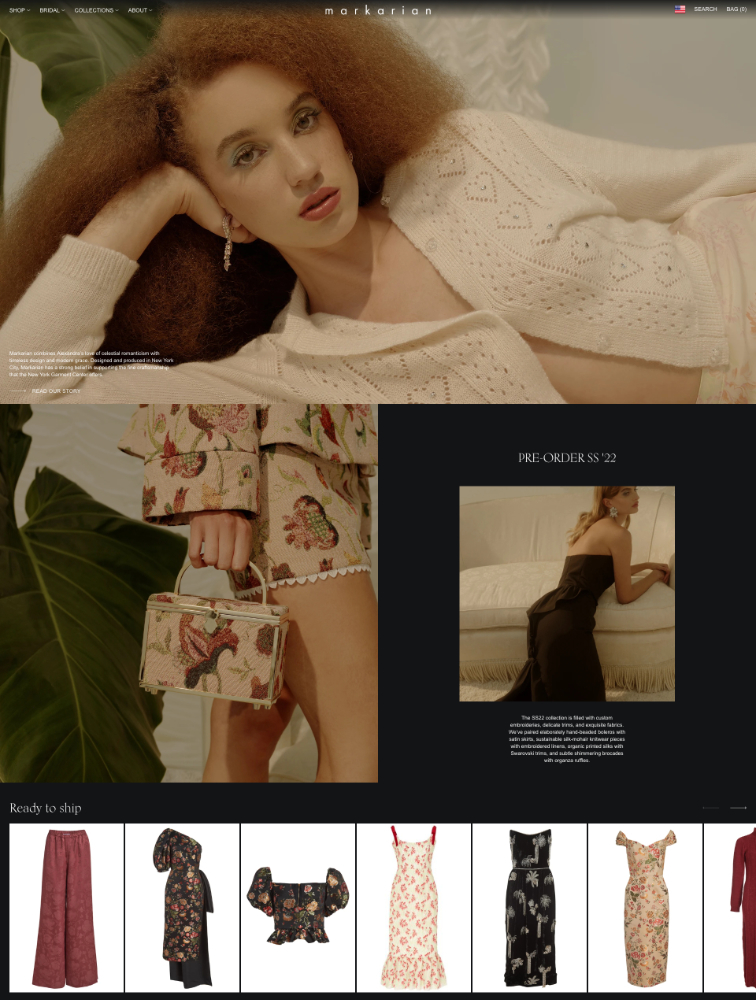 SHOP
BRIDAL
COLLECTIONS
ABOUT
markarian
SEARCH
BAG (0)
Markarian combines Alexandra's love of celestial romanticism with
timeless design and modern grace. Designed and produced in New York
City, Markarian has a strong belief in supporting the fine craftsmanship
that the New York Garment Center offers.
READ OUR STORY
PRE-ORDER SS '22
The SS22 collection is filled with custom
embroideries, delicate trims, and exquisite fabrics.
We've paired elaborately hand-beaded boleros with
satin skirts, sustainable silk-mohair knitwear pieces
with embroidered linens, organic printed silks with
Swarovski trims, and subtle shimmering brocades
with organza ruffles.
Ready to ship